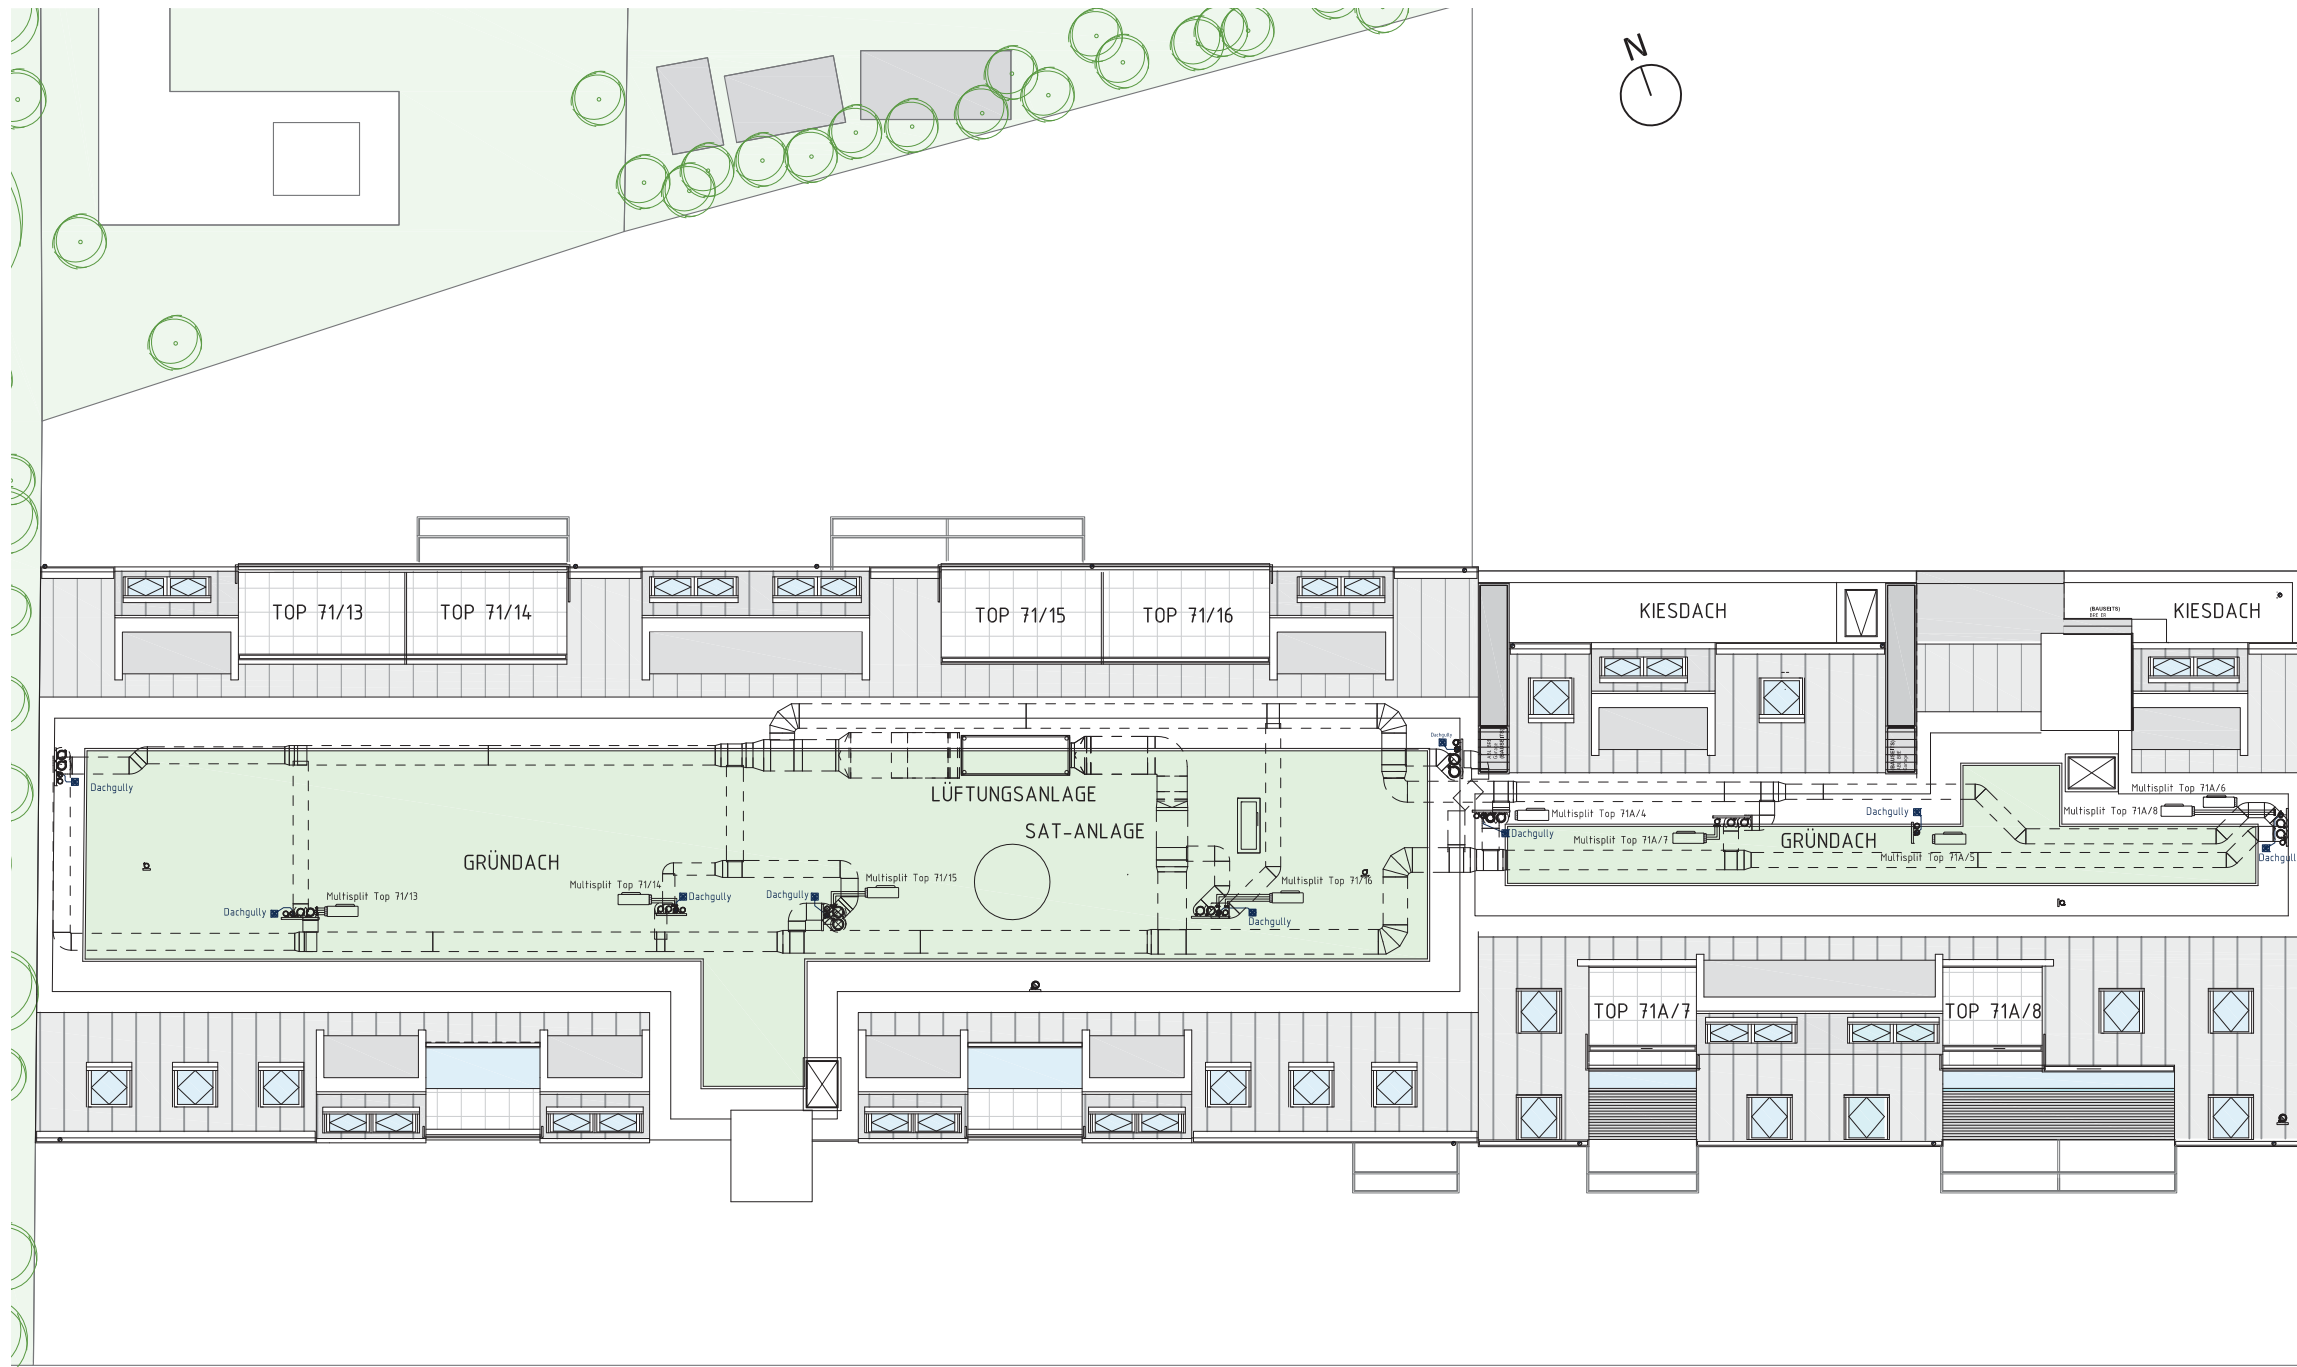 N
TOP 71/13
TOP 71/14
TOP 71/15
TOP 71/16
KIESDACH
(BAUSEITS)
KIESDACH
Dachgully
Dachgully
LÜFTUNGSANLAGE
SAT-ANLAGE
GRÜNDACH
Multisplit Top 71/13
Dachgully
Multisplit Top 71/14
Dachgully
Dachgully
Multisplit Top 71/15
Multisplit Top 71/16
Dachgully
Multisplit Top 71A/4
Dachgully
Multisplit Top 71A/7
GRÜNDACH
Dachgully
Multisplit Top 71A/5
Multisplit Top 71A/6
Multisplit Top 71A/8
Dachgull
TOP 71A/7
TOP 71A/8